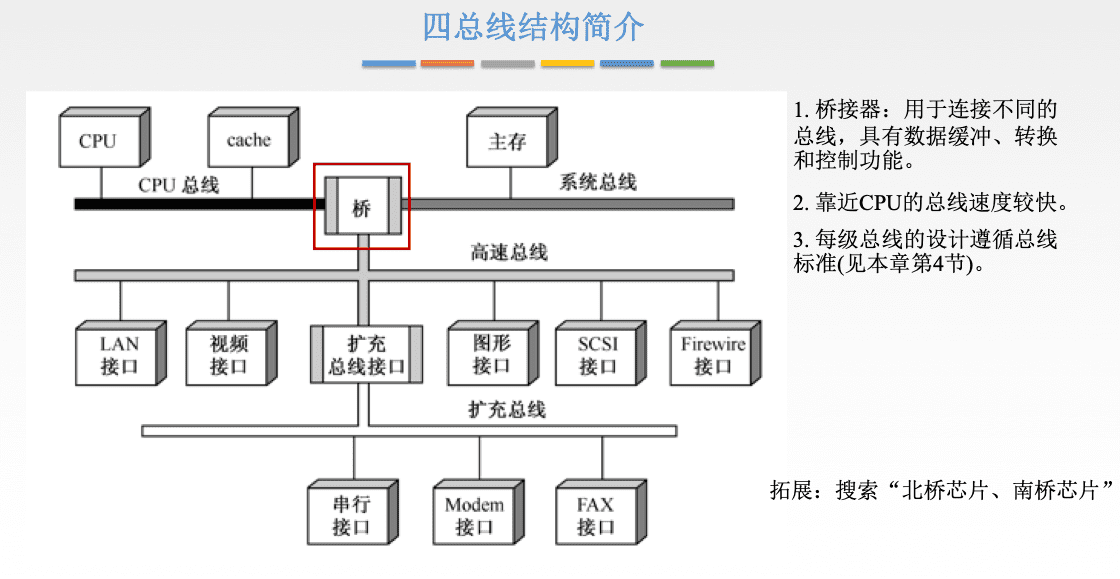 四总线结构简介
CPU
cache
主存
CPU 总线
系统总线
桥
高速总线
LAN
接口
视频
接口
扩充
总线接口
图形
接口
SCSI
接口
Firewire
接口
扩充总线
串行
接口
Modem
接口
FAX
接口
1. 桥接器：用于连接不同的
总线，具有数据缓冲、转换
和控制功能。
2. 靠近CPU的总线速度较快。
3. 每级总线的设计遵循总线
标准(见本章第4节)。
拓展：搜索“北桥芯片、南桥芯片”